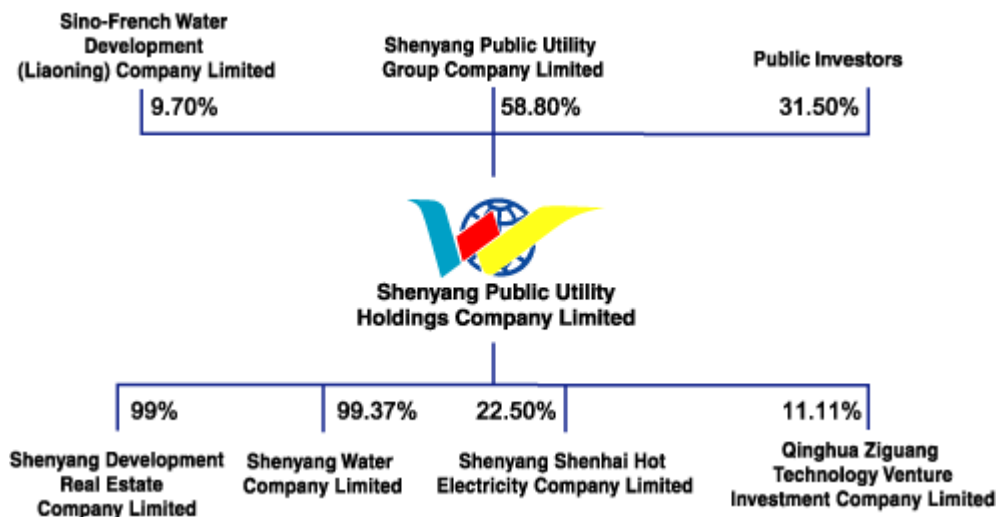 Sino-French Water
Development
(Liaoning) Company Limited
Shenyang Public Utility
Group Company Limited
Public Investors
9.70%
58.80%
31.50%
Shenyang Public Utility
Holdings Company Limited
99%
99.37%
22.50%
11.11%
Shenyang Development
Real Estate
Company Limited
Shenyang Water
Company Limited
Shenyang Shenhai Hot
Electricity Company Limited
Qinghua Ziguang
Technology Venture
Investment Company Limited